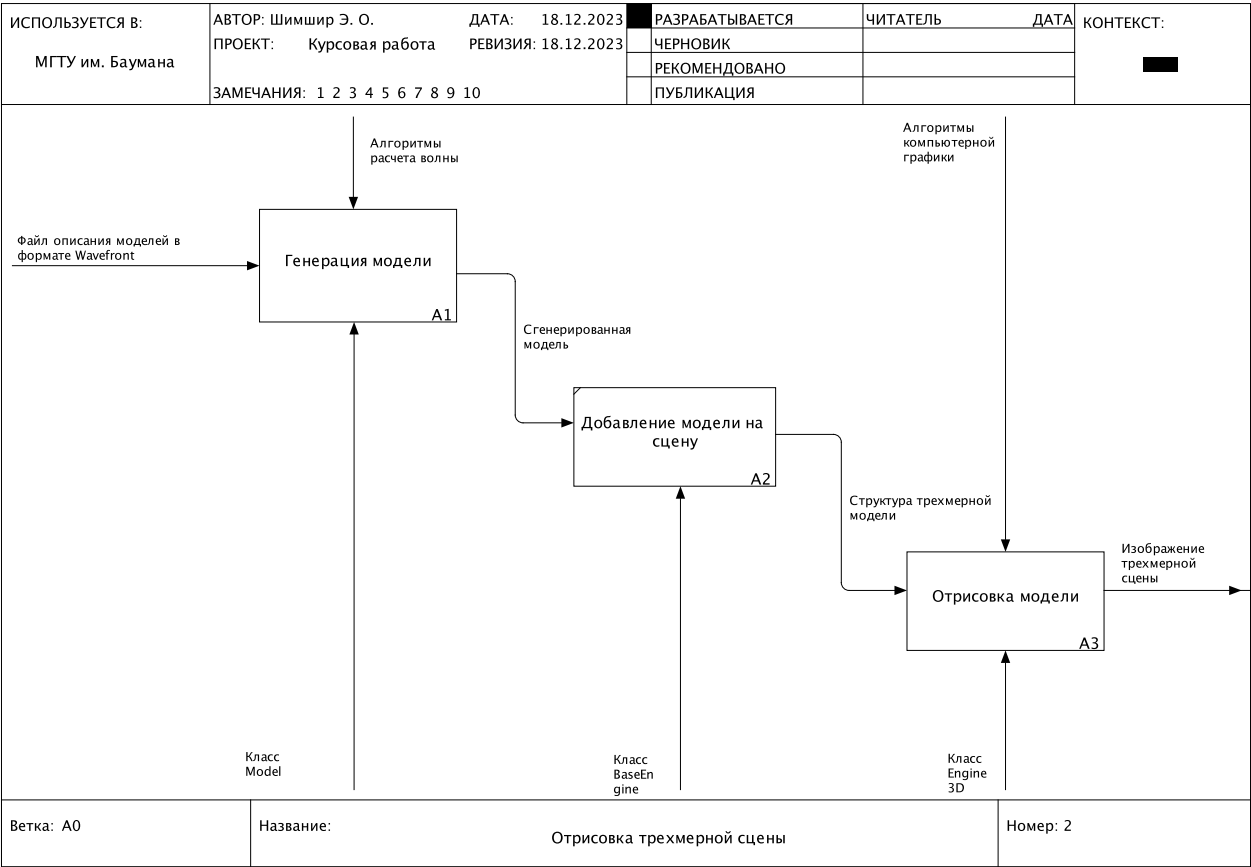 ИСПОЛЬЗУЕТСЯ В:
МГТУ им. Баумана
АВТОР: Шимшир Э. О.
ДАТА: 18.12.2023
ПРОЕКТ: Курсовая работа
РЕВИЗИЯ: 18.12.2023
ЗАМЕЧАНИЯ: 1 2 3 4 5 6 7 8 9 10
РАЗРАБАТЫВАЕТСЯ
ЧЕРНОВИК
РЕКОМЕНДОВАНО
ПУБЛИКАЦИЯ
ЧИТАТЕЛЬ ДАТА
КОНТЕКСТ:
Алгоритмы
расчета волны
Алгоритмы
компьютерной
графики
Файл описания моделей в
формате Wavefront
Генерация модели
A1
Сгенерированная
модель
Добавление модели на
сцену
A2
Структура трехмерной
модели
Изображение
трехмерной
сцены
Отрисовка модели
A3
Класс
Model
Класс
BaseEn
gine
Класс
Engine
3D
Ветка: A0
Название:
Отрисовка трехмерной сцены
Номер: 2